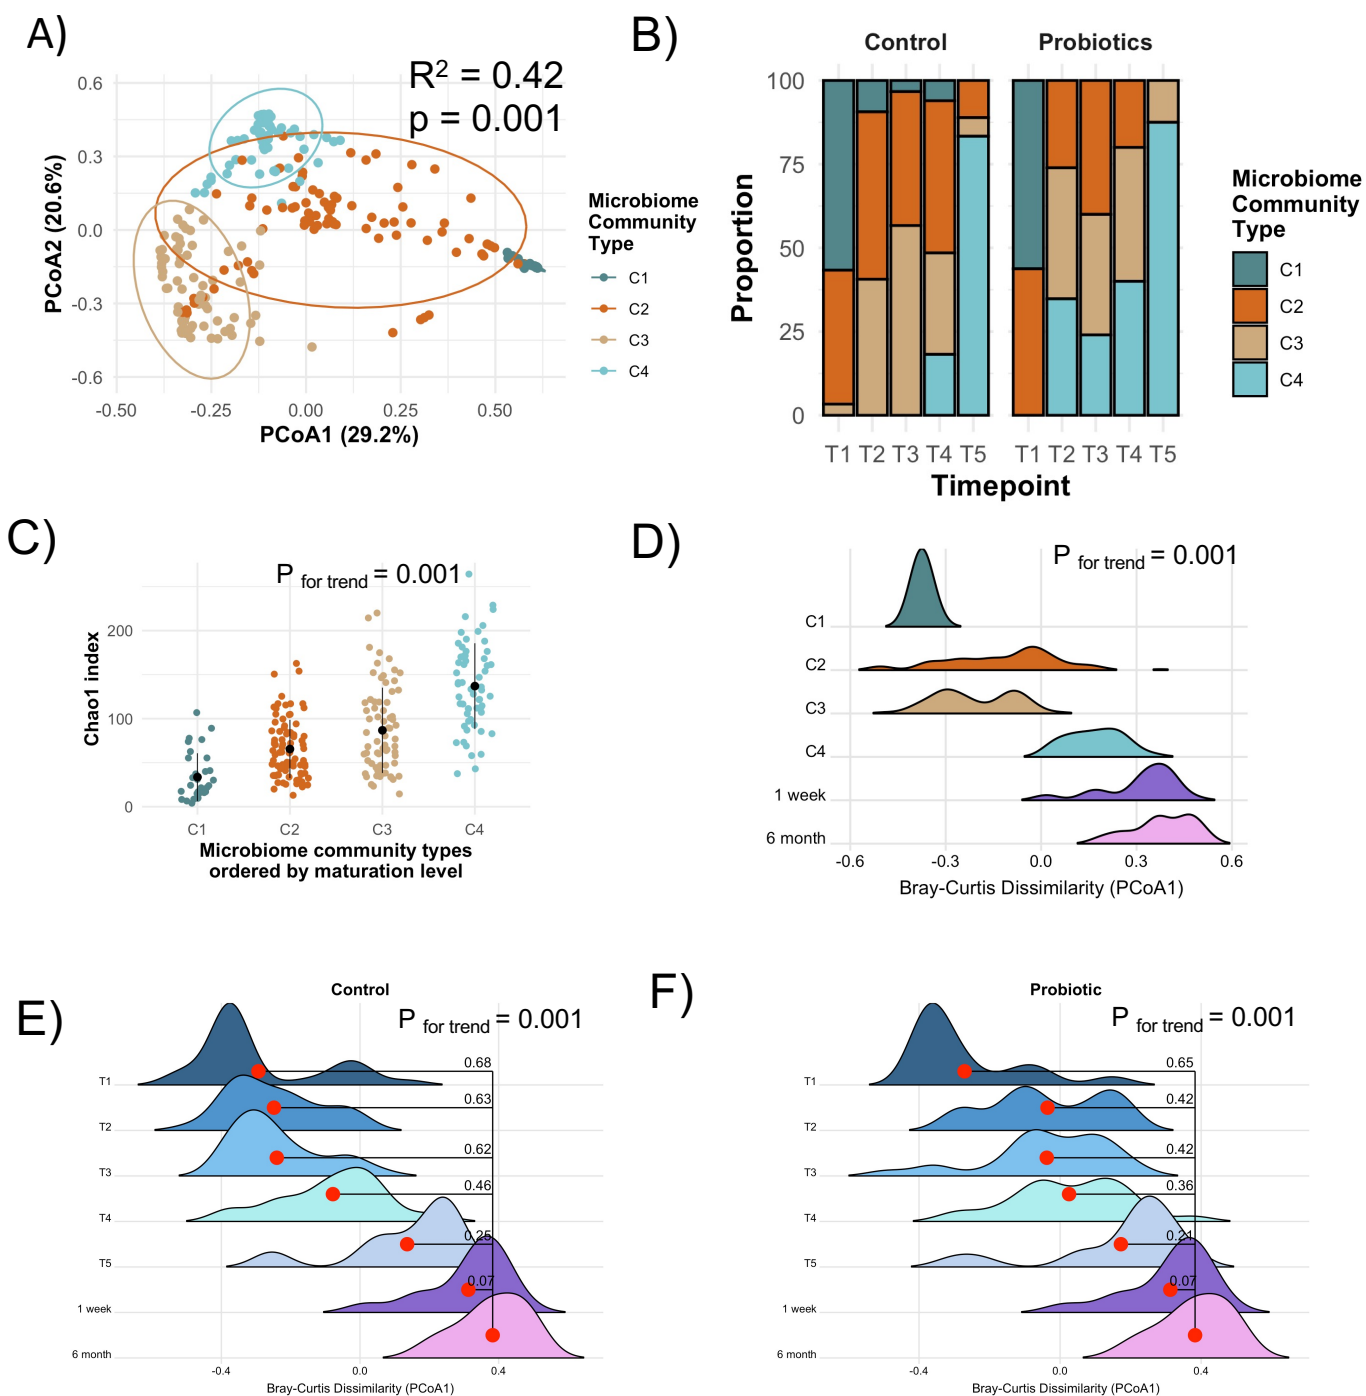 A)
R² = 0.42
p = 0.001
0.6
0.3
0.0
-0.3
-0.6
PCoA2 (20.6%)
-0.50 -0.25 0.00 0.25 0.50
PCoA1 (29.2%)
Microbiome
Community
Type
C1
C2
C3
C4
B)
Control Probiotics
100
75
50
25
0
Proportion
T1 T2 T3 T4 T5 T1 T2 T3 T4 T5
Timepoint
Microbiome
Community
Type
C1
C2
C3
C4
C)
P for trend = 0.001
200
100
0
Chao1 index
C1 C2 C3 C4
Microbiome community types
ordered by maturation level
D)
P for trend = 0.001
C1
C2
C3
C4
1 week
6 month
-0.6 -0.3 0.0 0.3 0.6
Bray-Curtis Dissimilarity (PCoA1)
E)
Control
P for trend = 0.001
0.68
T1
0.63
T2
0.62
T3
0.46
T4
0.25
T5
0.07
1 week
6 month
-0.4 0.0 0.4
Bray-Curtis Dissimilarity (PCoA1)
F)
Probiotic
P for trend = 0.001
0.65
T1
0.42
T2
0.42
T3
0.36
T4
0.21
T5
0.07
1 week
6 month
-0.4 0.0 0.4
Bray-Curtis Dissimilarity (PCoA1)